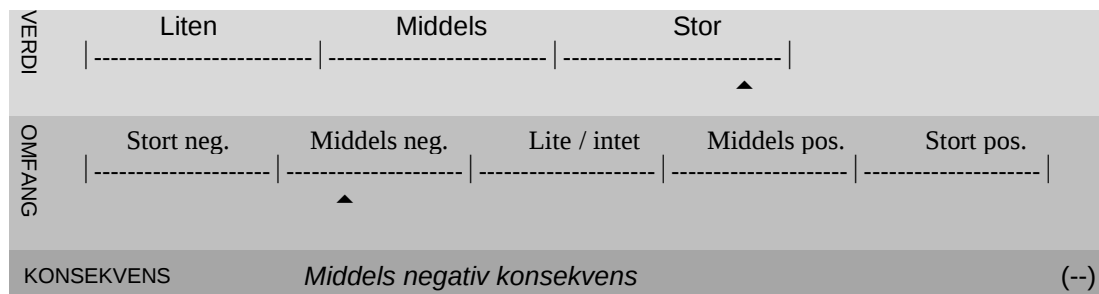 VERDI
Liten Middels Stor
|---------------------------|---------------------------|---------------------------|
OMFANG
Stort neg. Middels neg. Lite / intet Middels pos. Stort pos.
|----------------------|----------------------|----------------------|----------------------|----------------------|
KONSEKVENS Middels negativ konsekvens (--)